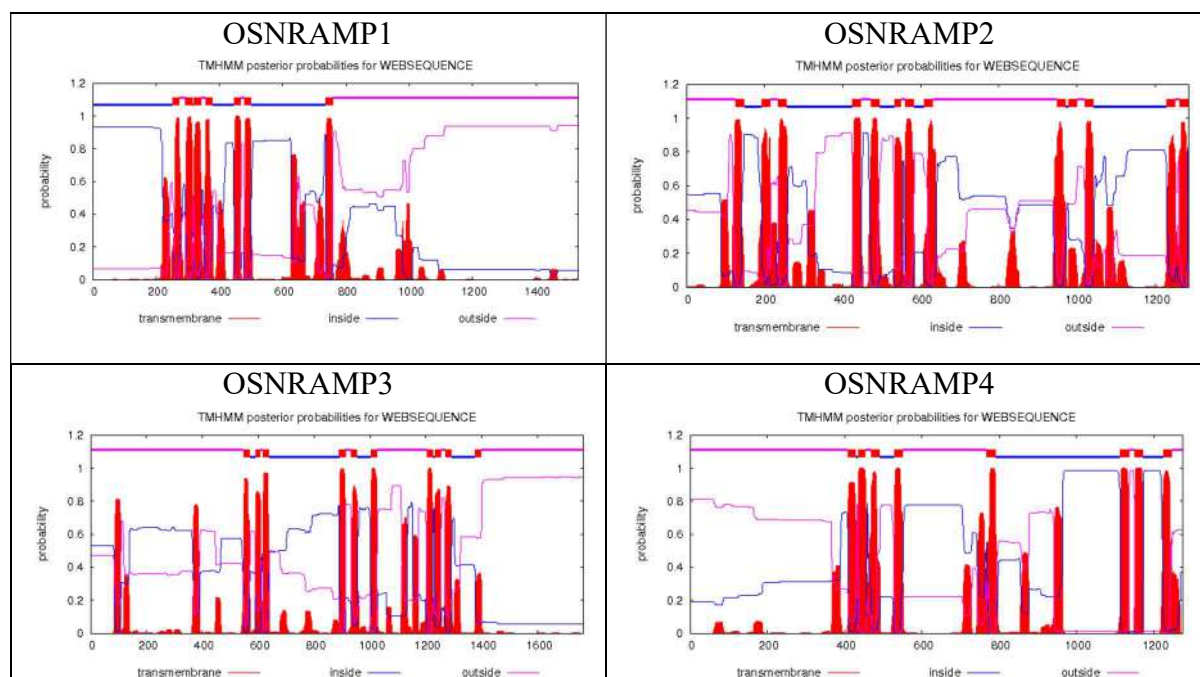 OSNRAMP1
TMHMM posterior probabilities for WEBSEQUENCE
1.2
1
0.8
0.6
0.4
0.2
0
probability
0 200 400 600 800 1000 1200 1400
transmembrane inside outside
OSNRAMP2
TMHMM posterior probabilities for WEBSEQUENCE
1.2
1
0.8
0.6
0.4
0.2
0
probability
0 200 400 600 800 1000 1200
transmembrane inside outside
OSNRAMP3
TMHMM posterior probabilities for WEBSEQUENCE
1.2
1
0.8
0.6
0.4
0.2
0
probability
0 200 400 600 800 1000 1200 1400 1600
transmembrane inside outside
OSNRAMP4
TMHMM posterior probabilities for WEBSEQUENCE
1.2
1
0.8
0.6
0.4
0.2
0
probability
0 200 400 600 800 1000 1200
transmembrane inside outside